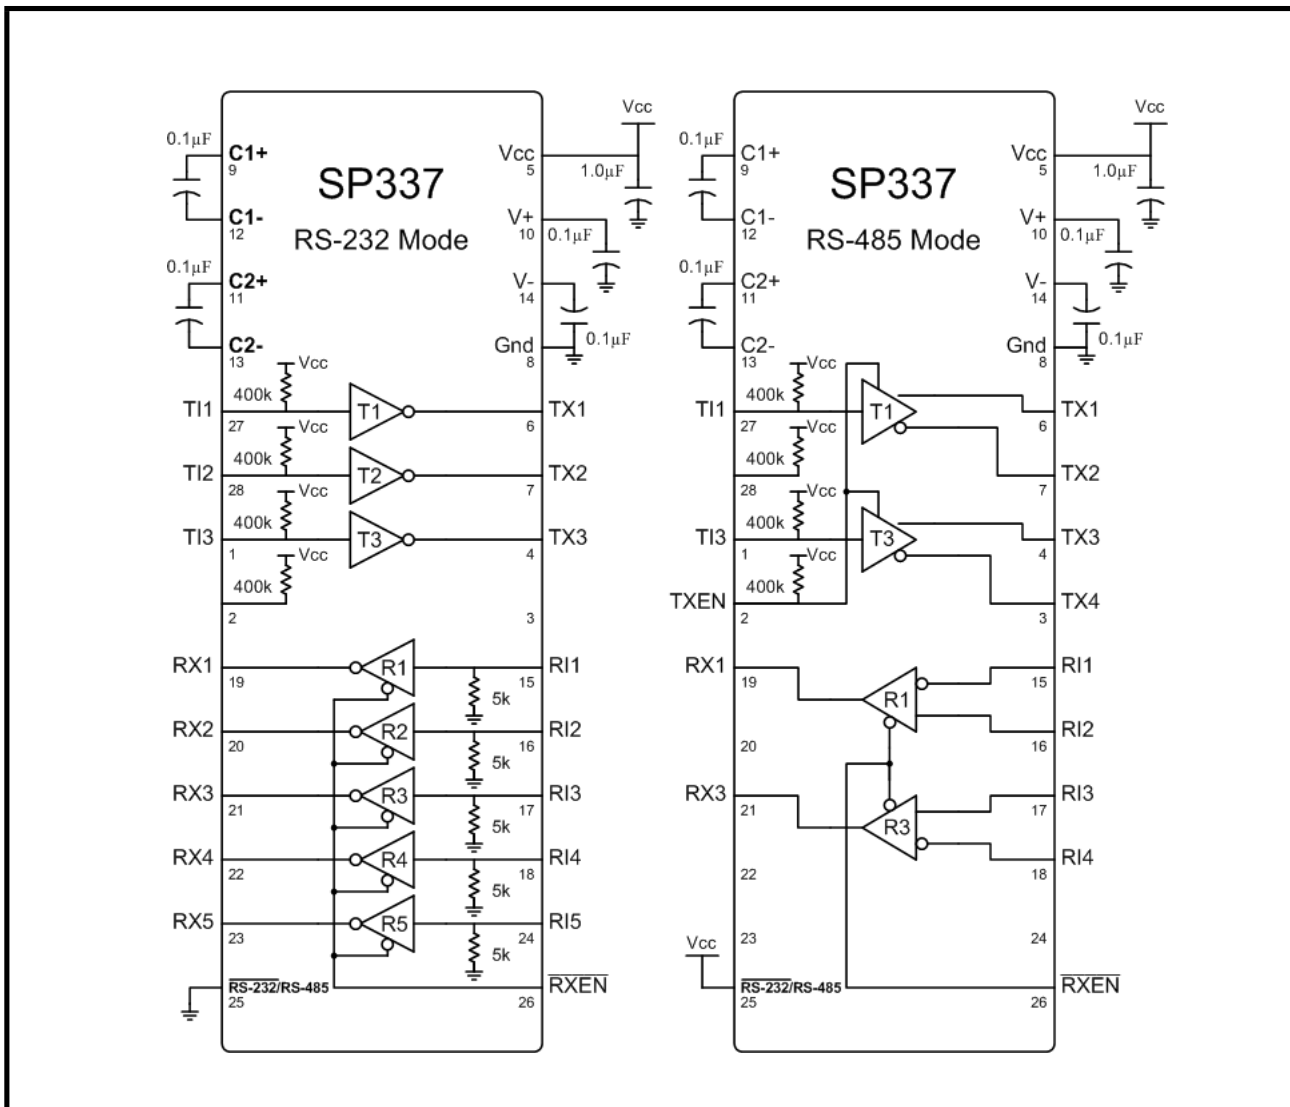 Vcc
0.1µF
C1+
9
Vcc
5
1.0µF
SP337
C1-
12
V+
10
0.1µF
RS-232 Mode
0.1µF
C2+
11
V-
14
C2-
13
Gnd
8
0.1µF
Vcc
400k
TI1
27
T1
TX1
6
Vcc
400k
TI2
28
T2
TX2
7
Vcc
400k
TI3
1
T3
TX3
4
Vcc
400k
2
3
RX1
19
R1
RI1
15
5k
RX2
20
R2
RI2
16
5k
RX3
21
R3
RI3
17
5k
RX4
22
R4
RI4
18
5k
RX5
23
R5
RI5
24
5k
RS-232/RS-485
25
RXEN
26
Vcc
0.1µF
C1+
9
Vcc
5
1.0µF
SP337
C1-
12
V+
10
0.1µF
RS-485 Mode
0.1µF
C2+
11
V-
14
C2-
13
Gnd
8
0.1µF
Vcc
400k
TI1
27
T1
TX1
6
Vcc
400k
28
TX2
7
Vcc
400k
TI3
1
T3
TX3
4
Vcc
400k
TXEN
2
TX4
3
RX1
19
R1
RI1
15
20
RI2
16
RX3
21
R3
RI3
17
22
RI4
18
23
24
Vcc
RS-232/RS-485
25
RXEN
26